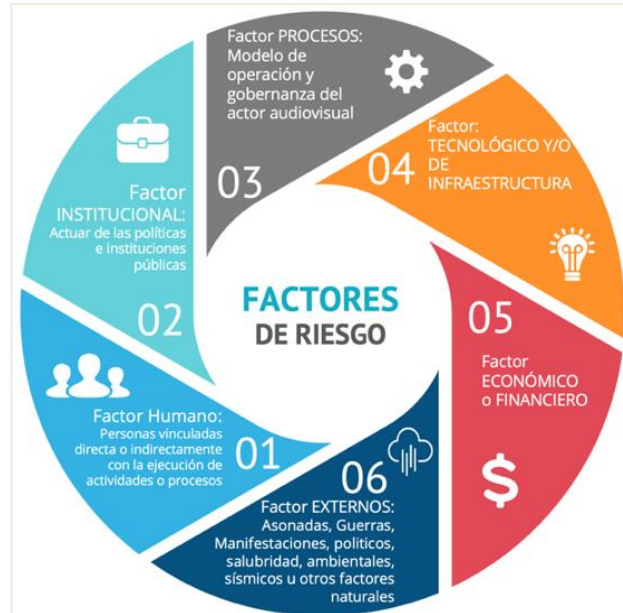 Factor PROCESOS:
Modelo de
operación y
gobernanza del
actor audiovisual
03
Factor:
TECNOLÓGICO Y/O
DE
INFRAESTRUCTURA
04
Factor
INSTITUCIONAL:
Actuar de las políticas
e instituciones
públicas
02
FACTORES
DE RIESGO
05
Factor
ECONÓMICO
o FINANCIERO
$
Factor Humano:
Personas vinculadas
directa o indirectamente
con la ejecución de
actividades o procesos
01
06
Factor EXTERNOS:
Asonadas, Guerras,
Manifestaciones, politicos,
salubridad, ambientales,
sísmicos u otros factores
naturales